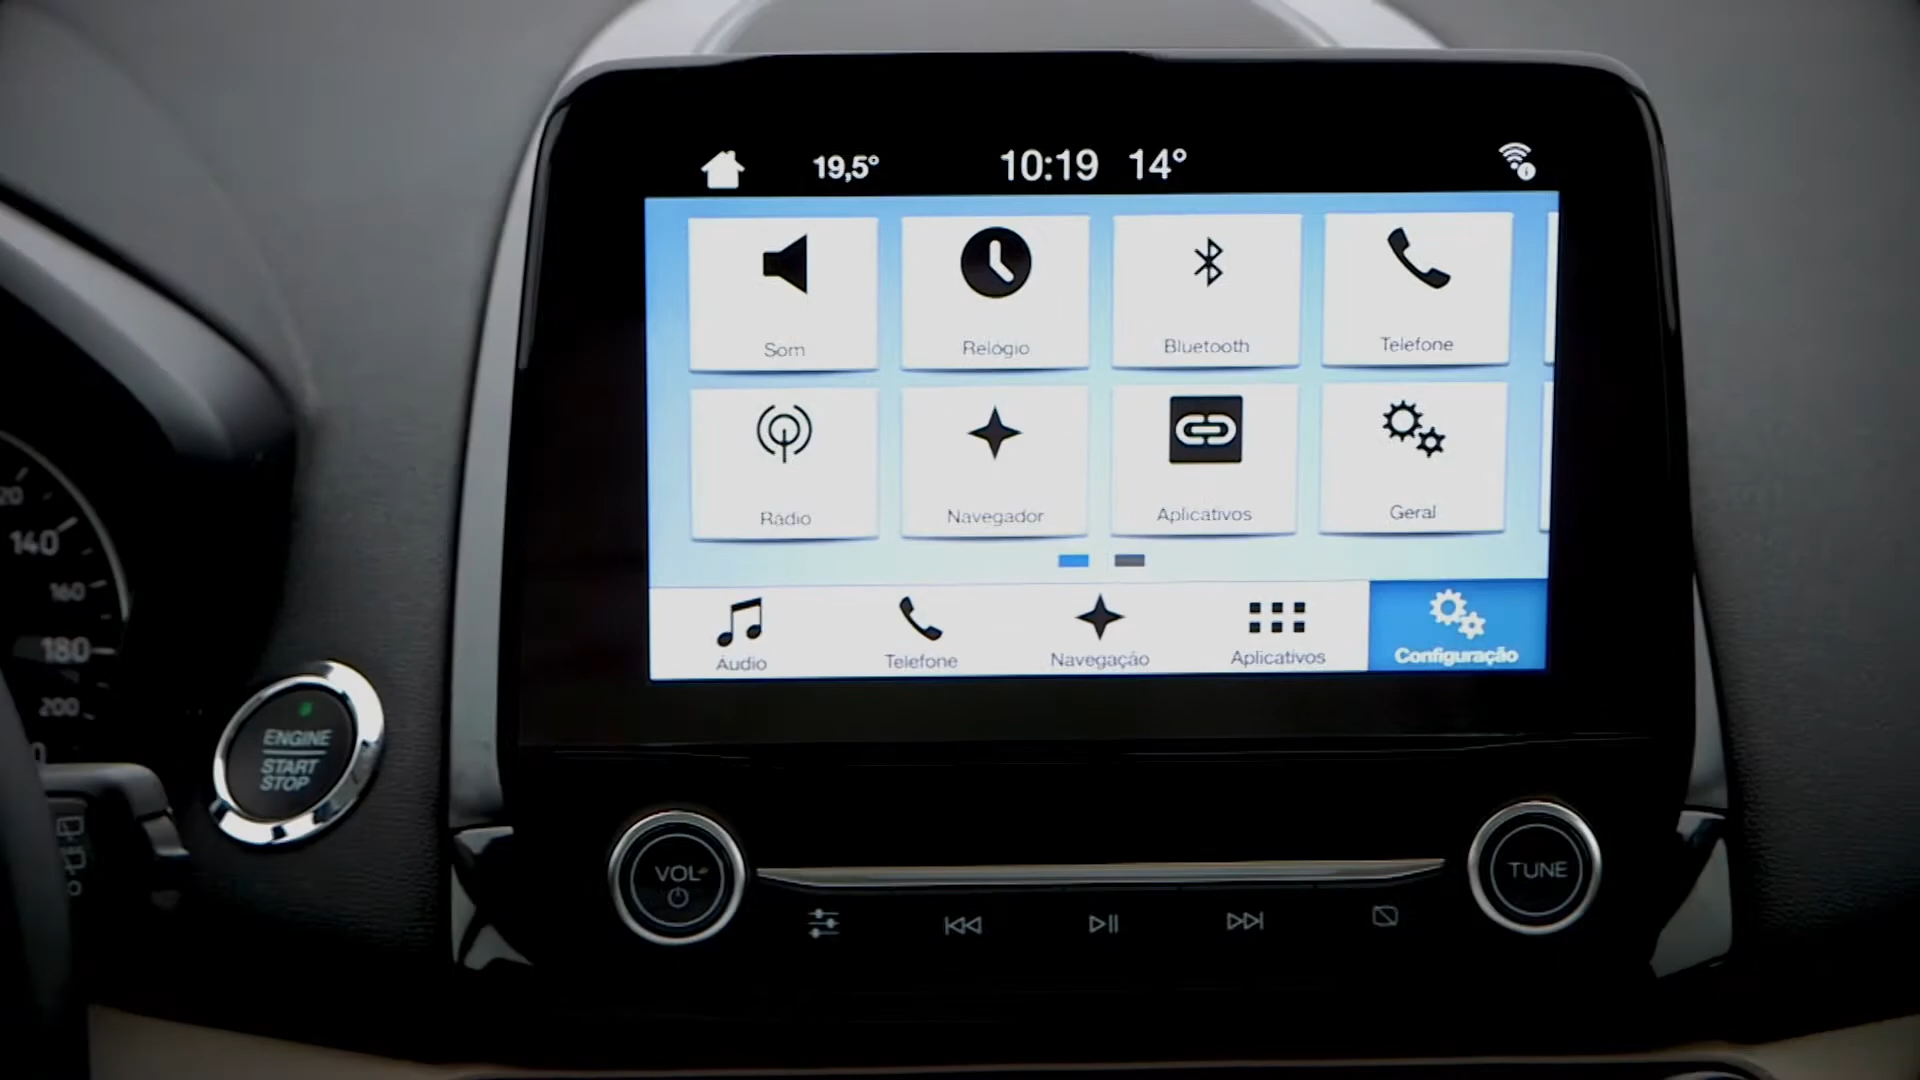 19,5° 10:19 14°
Som Relógio Bluetooth Telefone
Rádio Navegador Aplicativos Geral
Áudio Telefone Navegação Aplicativos Configuração
20
140
160
180
200
ENGINE
START
STOP
VOL
TUNE